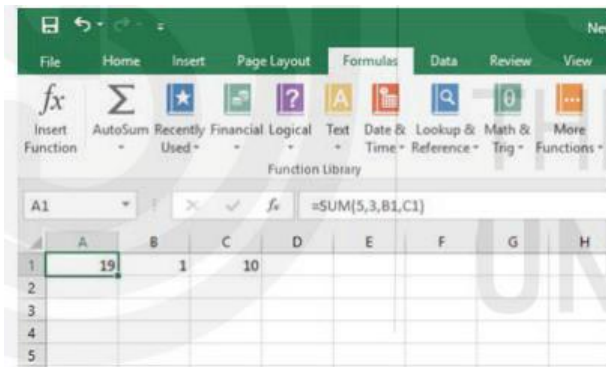 Ne
File Home Insert Page Layout Formulas Data Review View
fx Σ ? A θ
Insert AutoSum Recently Financial Logical Text Date & Lookup & Math & More
Function Used Time Reference Trig Functions
Function Library
A1 fx =SUM(5,3,B1,C1)
A B C D E F G H
1 19 1 10
2
3
4
5
TH
UN